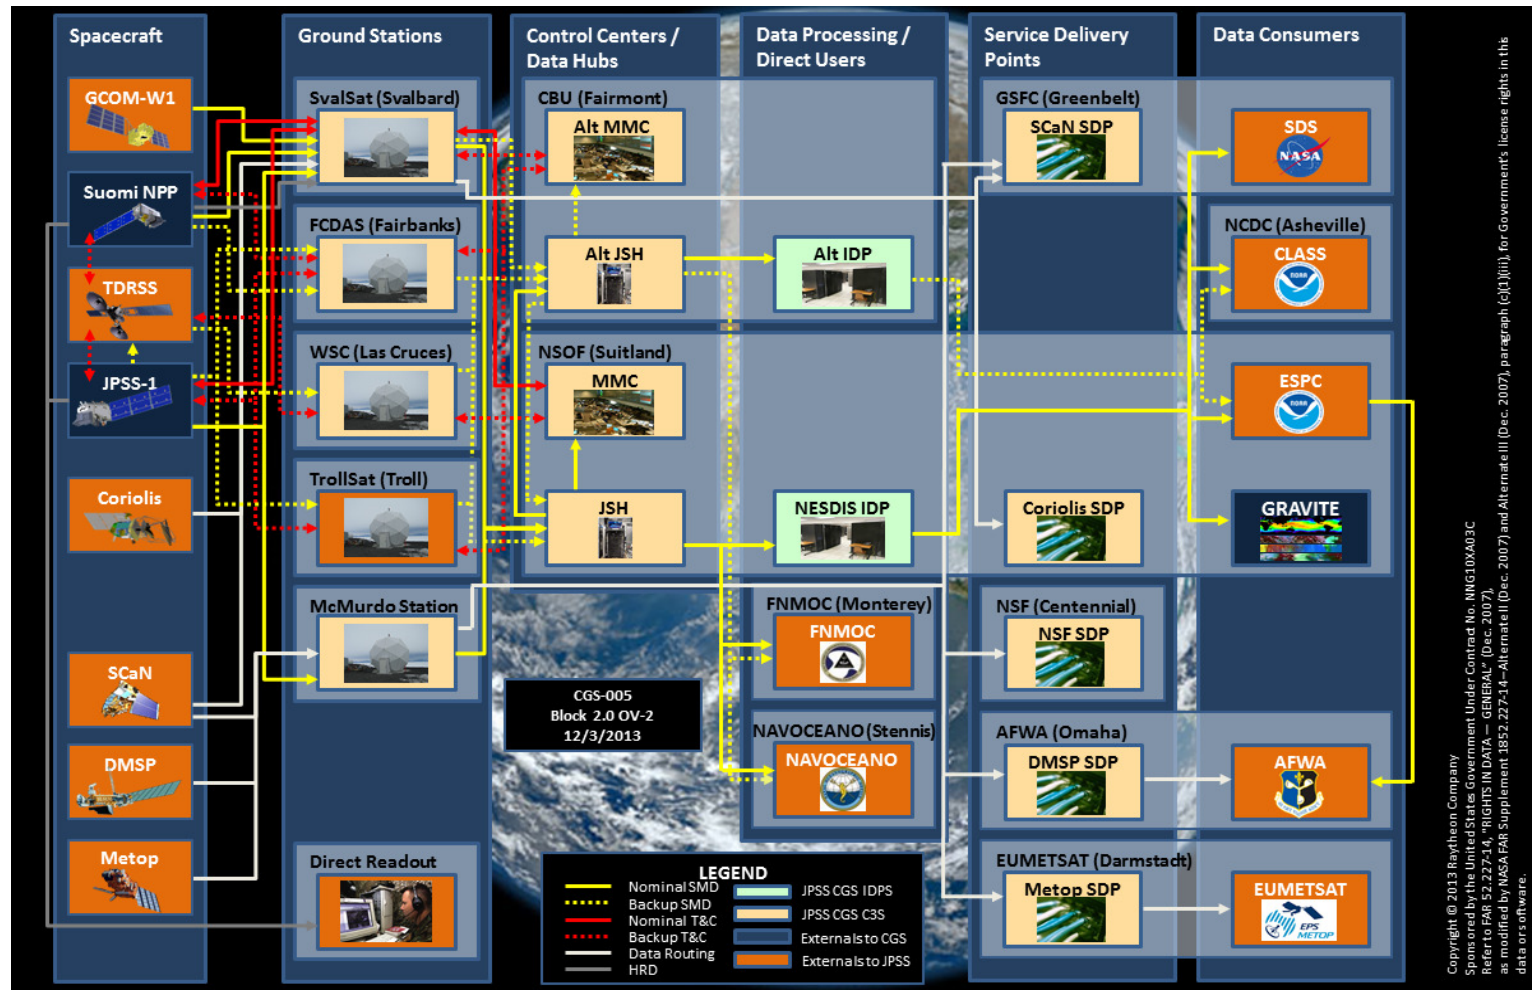 Spacecraft
GCOM-W1
Suomi NPP
TDRSS
JPSS-1
Coriolis
SCaN
DMSP
Metop
Ground Stations
SvalSat (Svalbard)
FCDAS (Fairbanks)
WSC (Las Cruces)
TrollSat (Troll)
McMurdo Station
Direct Readout
Control Centers /
Data Hubs
CBU (Fairmont)
Alt MMC
Alt JSH
NSOF (Suitland)
MMC
JSH
CGS-005
Block 2.0 OV-2
12/3/2013
Data Processing /
Direct Users
Alt IDP
NESDIS IDP
FNMOC (Monterey)
FNMOC
NAVOCEANO (Stennis)
NAVOCEANO
Service Delivery
Points
GSFC (Greenbelt)
SCaN SDP
Coriolis SDP
NSF (Centennial)
NSF SDP
AFWA (Omaha)
DMSP SDP
EUMETSAT (Darmstadt)
Metop SDP
Data Consumers
SDS
NASA
NCDC (Asheville)
CLASS
NOAA
ESPC
NOAA
GRAVITE
AFWA
EUMETSAT
EPS
METOP
LEGEND
Nominal SMD
Backup SMD
Nominal T&C
Backup T&C
Data Routing
HRD
JPSS CGS IDPS
JPSS CGS C3S
Externals to CGS
Externals to JPSS
Copyright © 2013 Raytheon Company
Sponsored by the United States Government Under Contract No. NNG10XA03C
Refer to FAR 52.227-14, "RIGHTS IN DATA — GENERAL" (Dec. 2007),
as modified by NASA FAR Supplement 1852.227-14—Alternate II (Dec. 2007) and Alternate III (Dec. 2007), paragraph (c)(1)(iii), for Government's license rights in this
data or software.